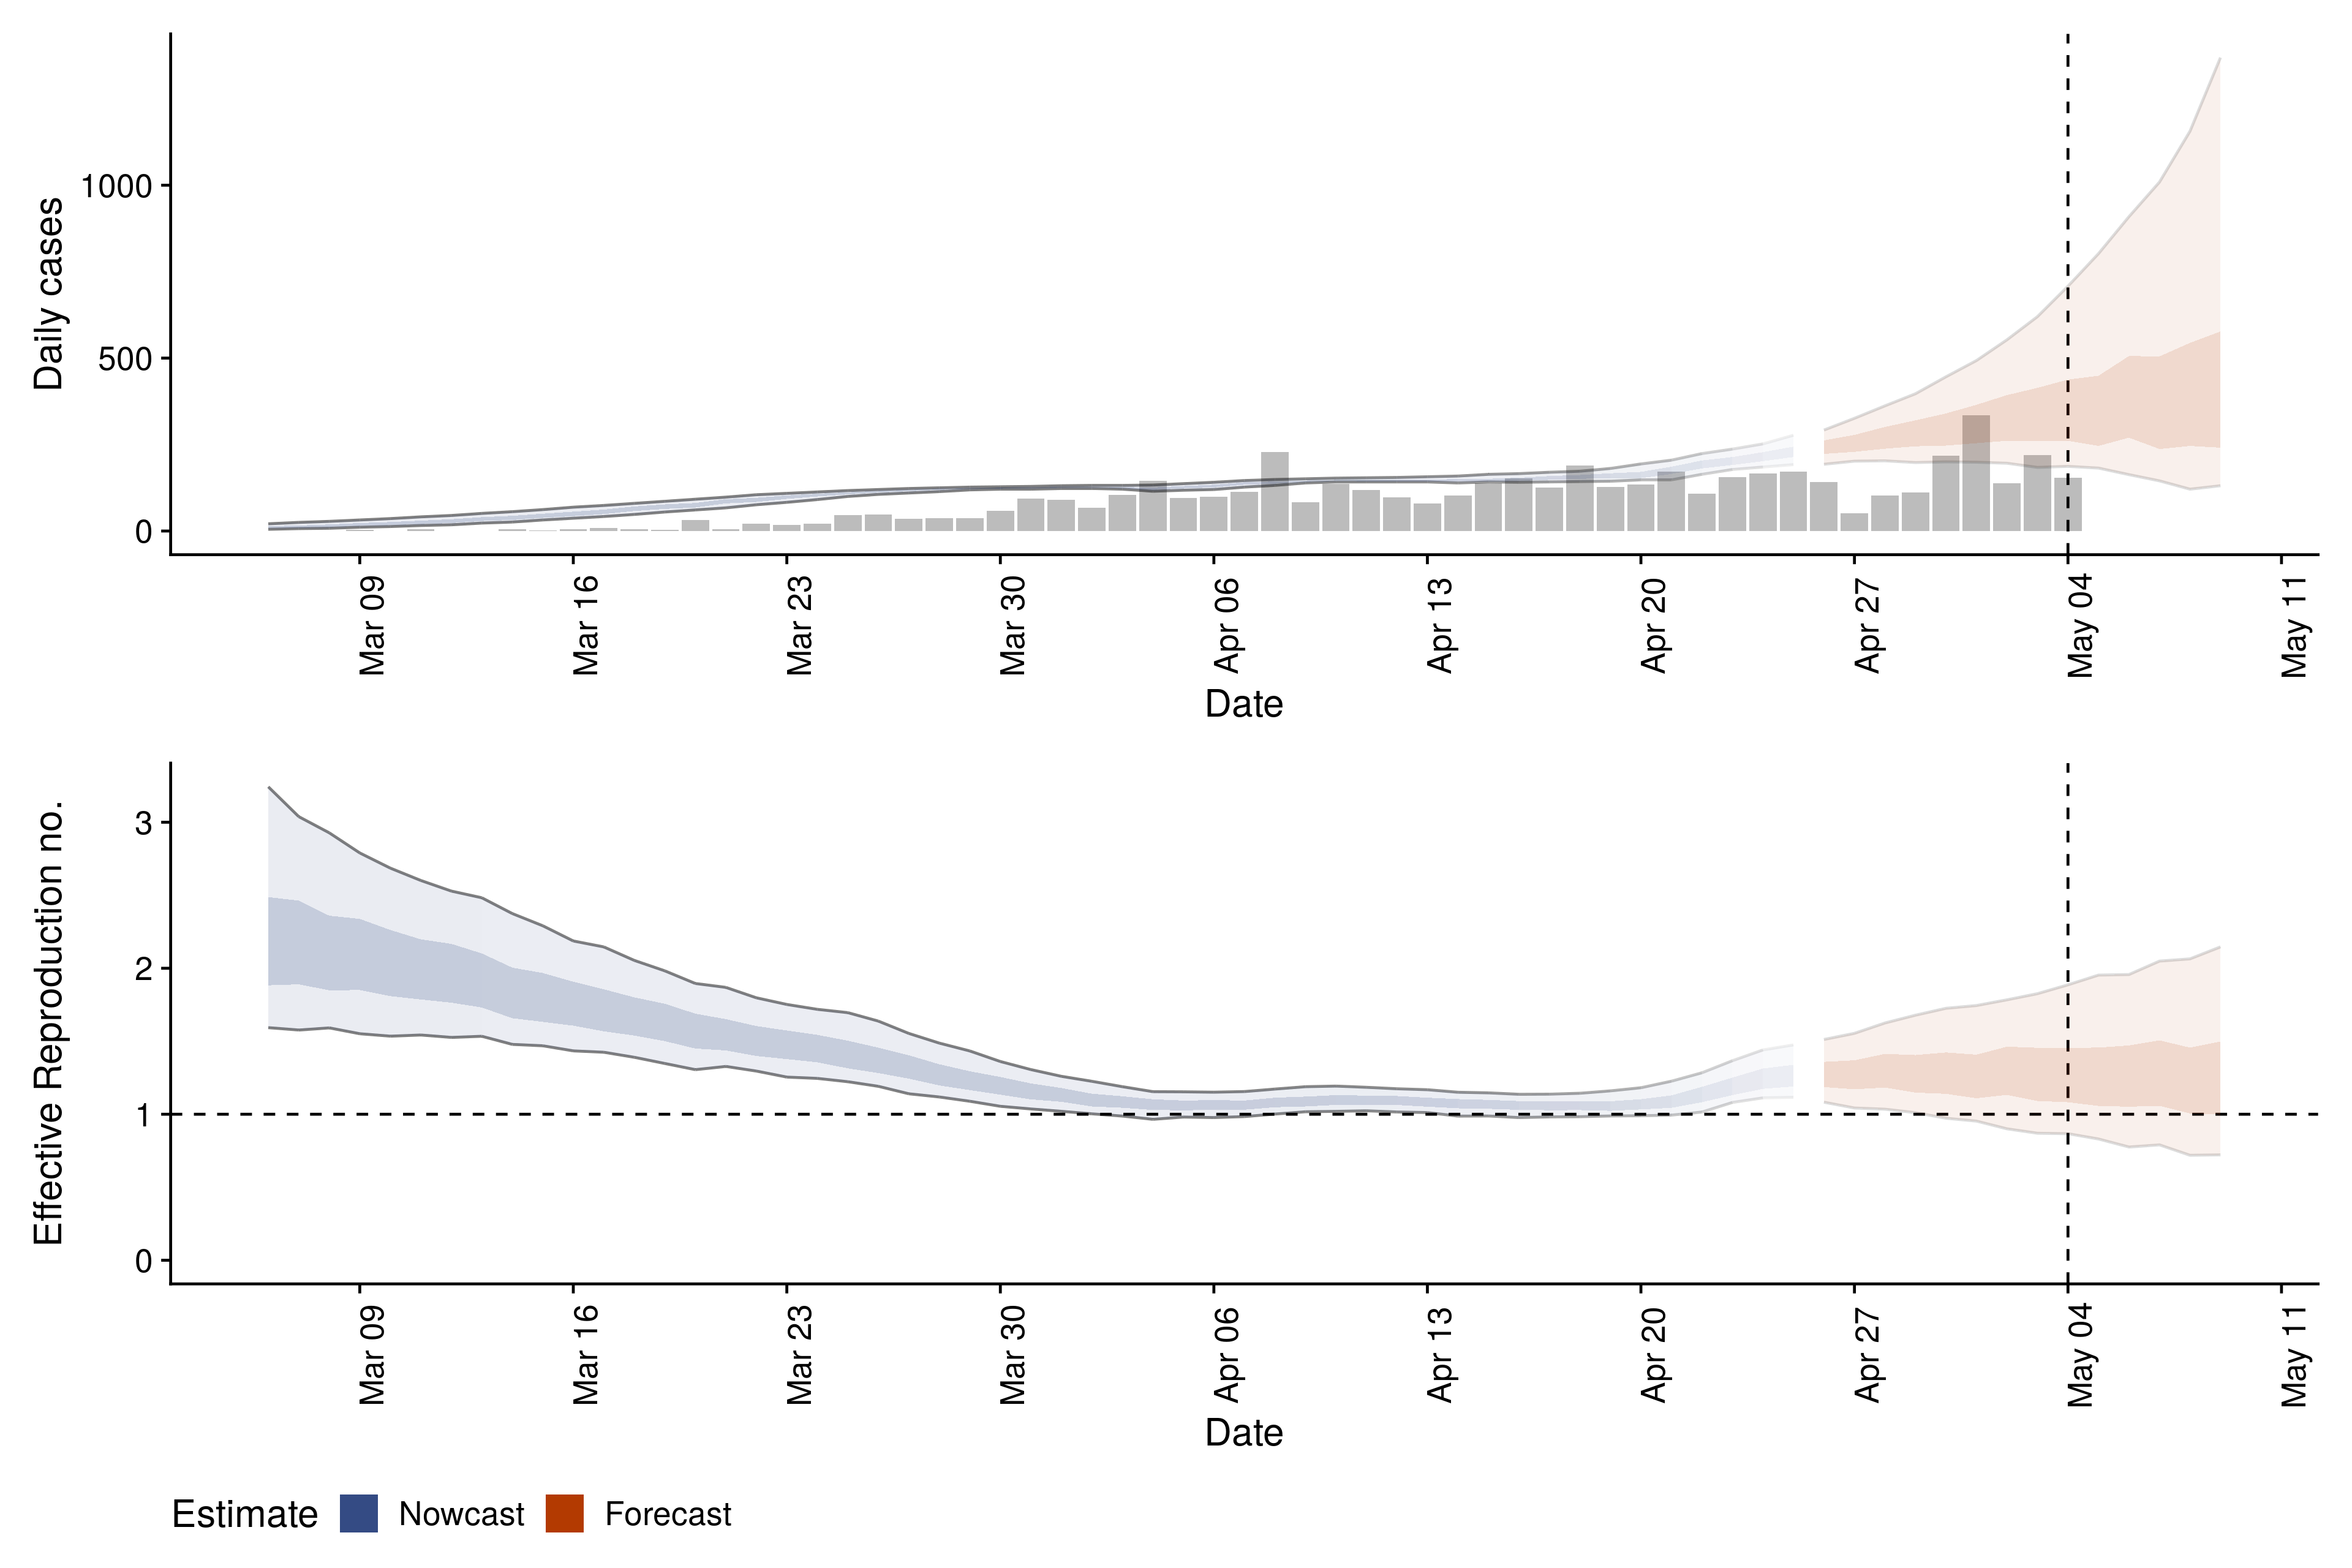 Daily cases
1000
500
0
Mar 09
Mar 16
Mar 23
Mar 30
Apr 06
Apr 13
Apr 20
Apr 27
May 04
May 11
Date
Effective Reproduction no.
3
2
1
0
Mar 09
Mar 16
Mar 23
Mar 30
Apr 06
Apr 13
Apr 20
Apr 27
May 04
May 11
Date
Estimate Nowcast Forecast